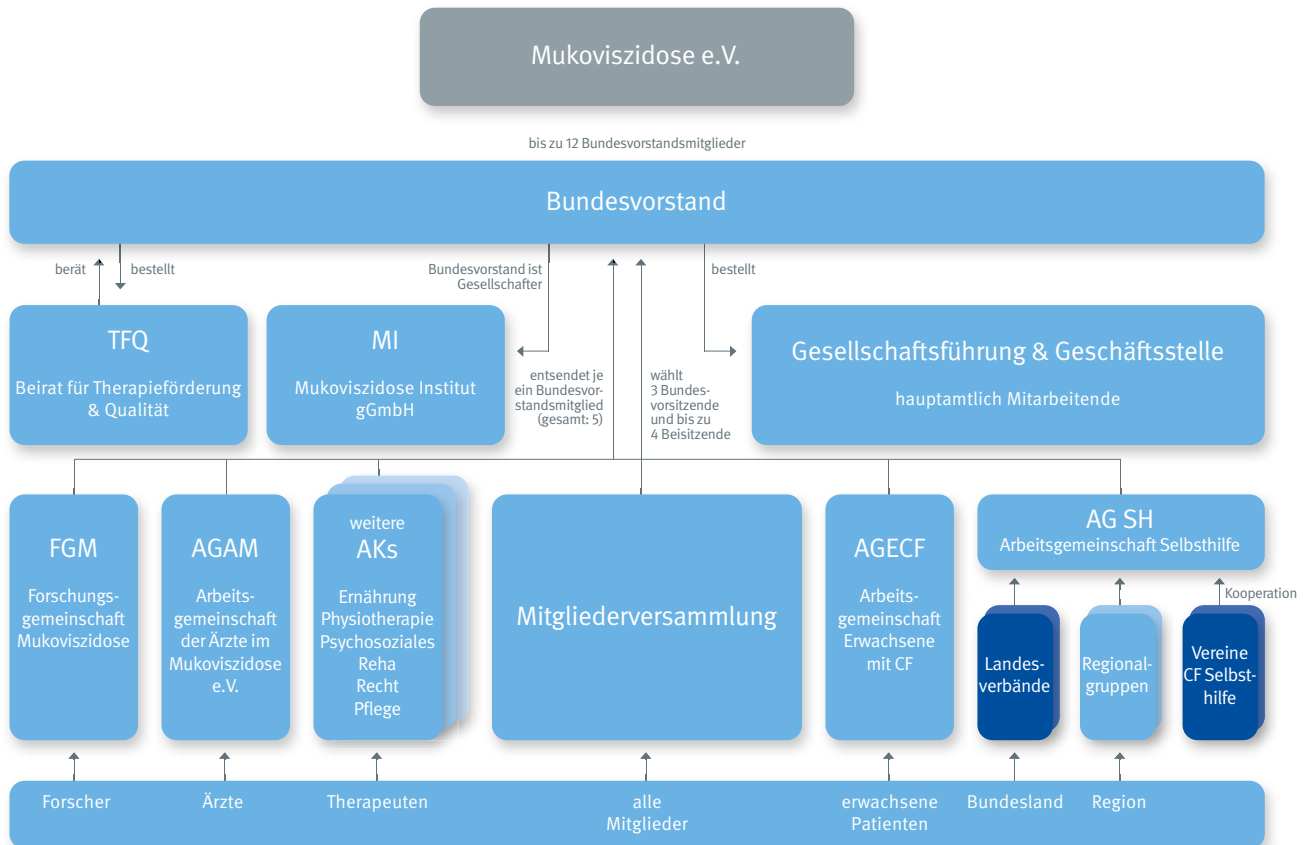 Mukoviszidose e.V.
bis zu 12 Bundesvorstandsmitglieder
Bundesvorstand
berät
bestellt
Bundesvorstand ist
Gesellschafter
bestellt
TFQ
Beirat für Therapieförderung
& Qualität
MI
Mukoviszidose Institut
gGmbH
entsendet je
ein Bundesvor-
standsmitglied
(gesamt: 5)
wählt
3 Bundes-
vorsitzende
und bis zu
4 Beisitzende
Gesellschaftsführung & Geschäftsstelle
hauptamtlich Mitarbeitende
FGM
Forschungs-
gemeinschaft
Mukoviszidose
AGAM
Arbeits-
gemeinschaft
der Ärzte im
Mukoviszidose
e.V.
weitere
AKs
Ernährung
Physiotherapie
Psychosoziales
Reha
Recht
Pflege
Mitgliederversammlung
AGECF
Arbeits-
gemeinschaft
Erwachsene
mit CF
AG SH
Arbeitsgemeinschaft Selbsthilfe
Kooperation
Landes-
verbände
Regional-
gruppen
Vereine
CF Selbst-
hilfe
Forscher
Ärzte
Therapeuten
alle
Mitglieder
erwachsene
Patienten
Bundesland
Region